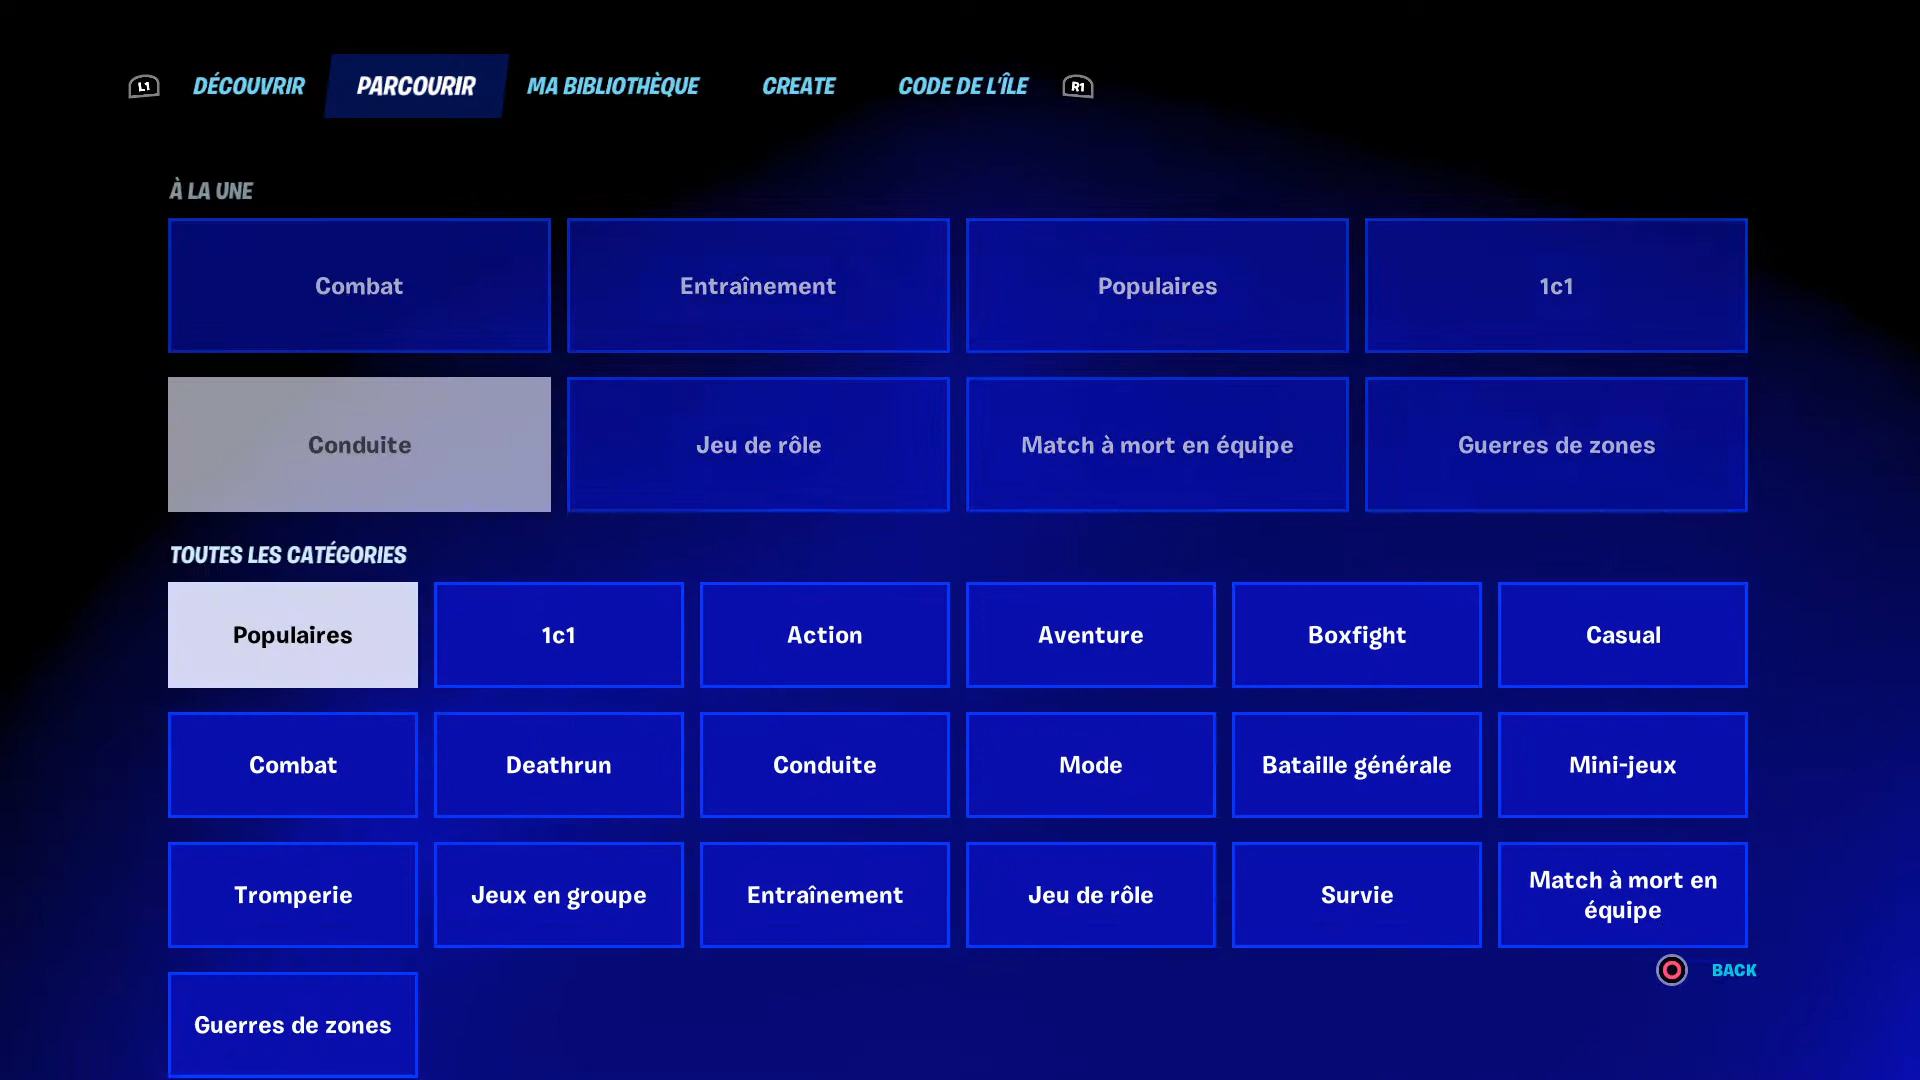 L1 DÉCOUVRIR PARCOURIR MA BIBLIOTHÈQUE CREATE CODE DE L'ÎLE R1
À LA UNE
Combat Entraînement Populaires 1c1
Conduite Jeu de rôle Match à mort en équipe Guerres de zones
TOUTES LES CATÉGORIES
Populaires 1c1 Action Aventure Boxfight Casual
Combat Deathrun Conduite Mode Bataille générale Mini-jeux
Tromperie Jeux en groupe Entraînement Jeu de rôle Survie Match à mort en
équipe
BACK
Guerres de zones